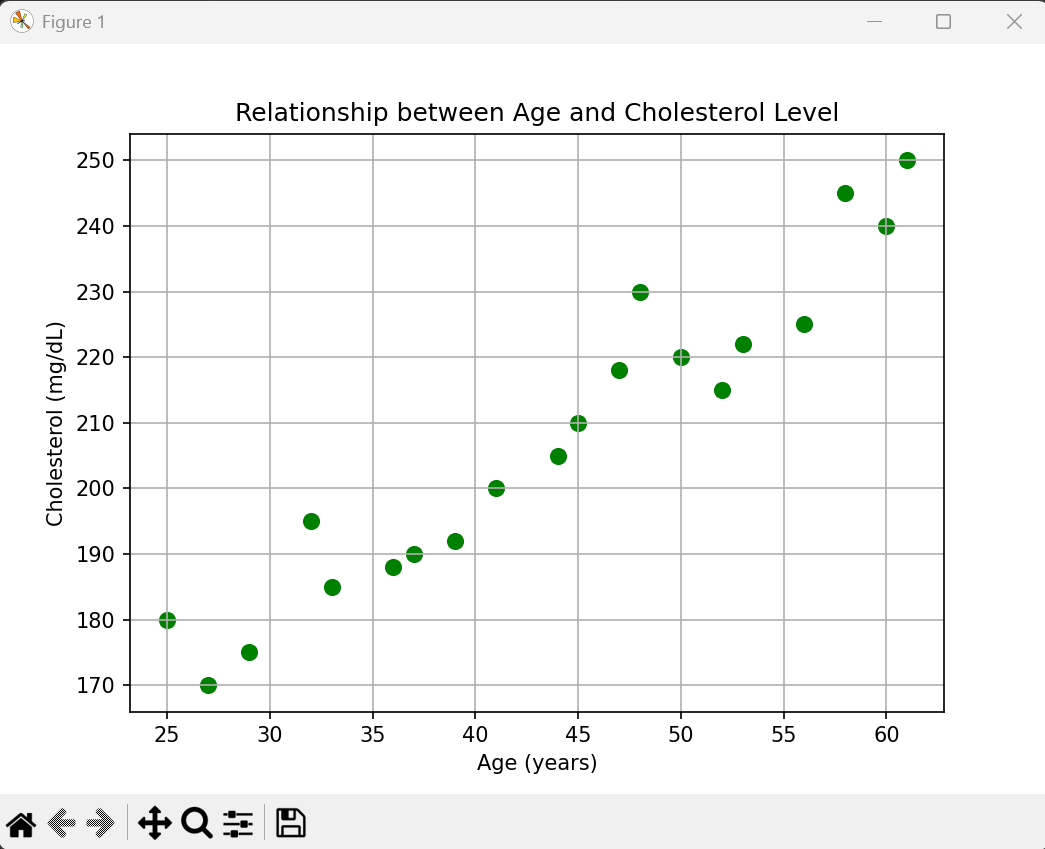 Figure 1
Relationship between Age and Cholesterol Level
250
240
230
220
210
200
190
180
170
Cholesterol (mg/dL)
25 30 35 40 45 50 55 60
Age (years)